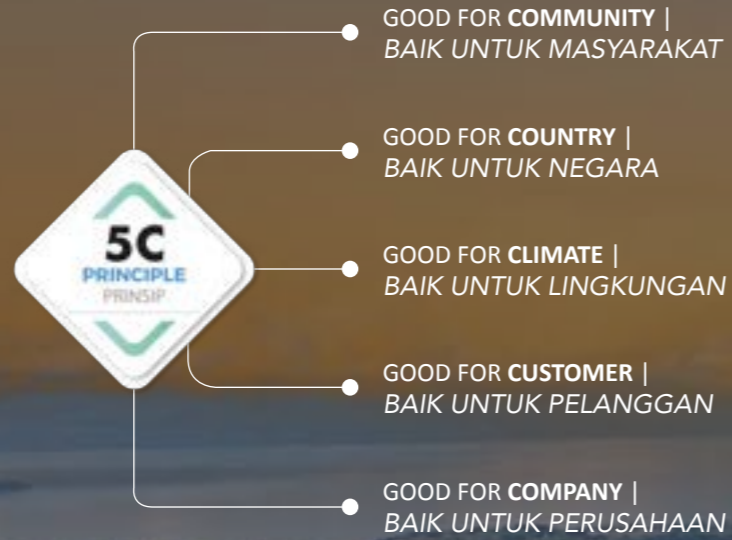 GOOD FOR COMMUNITY |
BAIK UNTUK MASYARAKAT
GOOD FOR COUNTRY |
BAIK UNTUK NEGARA
5C
PRINCIPLE
PRINSIP
GOOD FOR CLIMATE |
BAIK UNTUK LINGKUNGAN
GOOD FOR CUSTOMER |
BAIK UNTUK PELANGGAN
GOOD FOR COMPANY |
BAIK UNTUK PERUSAHAAN